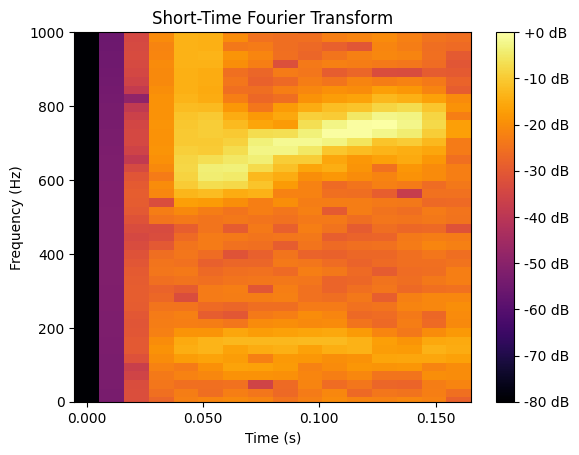 Short-Time Fourier Transform
1000
800
600
400
200
0
Frequency (Hz)
0.000
0.050
0.100
0.150
Time (s)
+0 dB
-10 dB
-20 dB
-30 dB
-40 dB
-50 dB
-60 dB
-70 dB
-80 dB